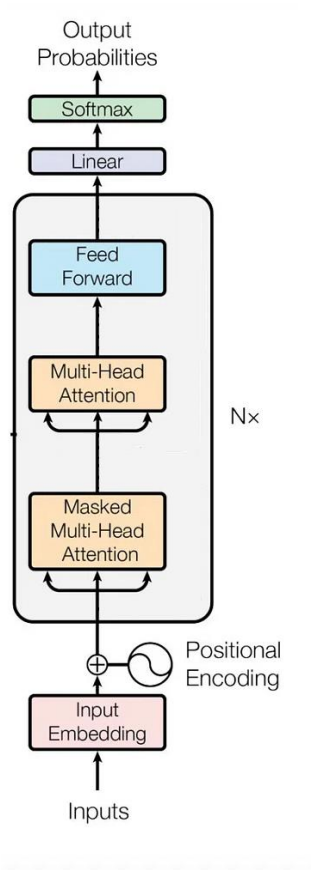 Output
Probabilities
Softmax
Linear
Feed
Forward
Multi-Head
Attention
N×
Masked
Multi-Head
Attention
Positional
Encoding
Input
Embedding
Inputs